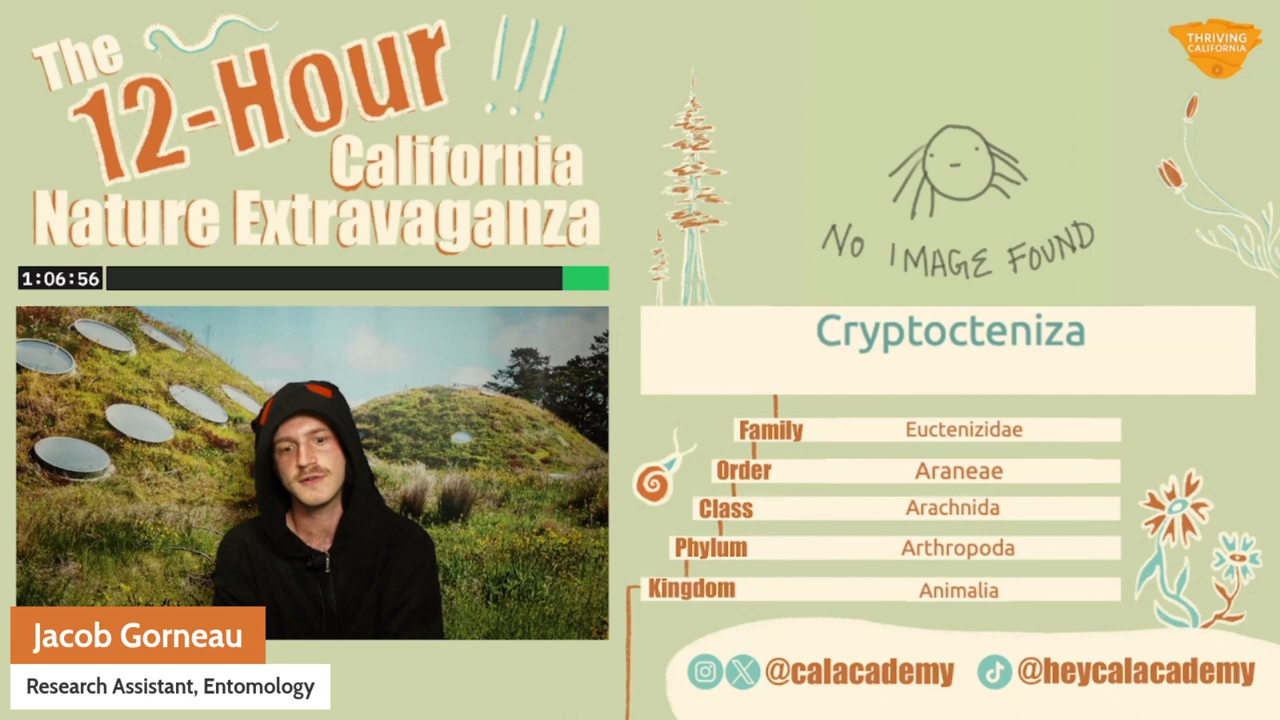 The
12-Hour!!!
California
Nature Extravaganza
1:06:56
Jacob Gorneau
Research Assistant, Entomology
THRIVING
CALIFORNIA
NO IMAGE FOUND
Cryptocteniza
Family Euctenizidae
Order Araneae
Class Arachnida
Phylum Arthropoda
Kingdom Animalia
@calacademy @heycalacademy